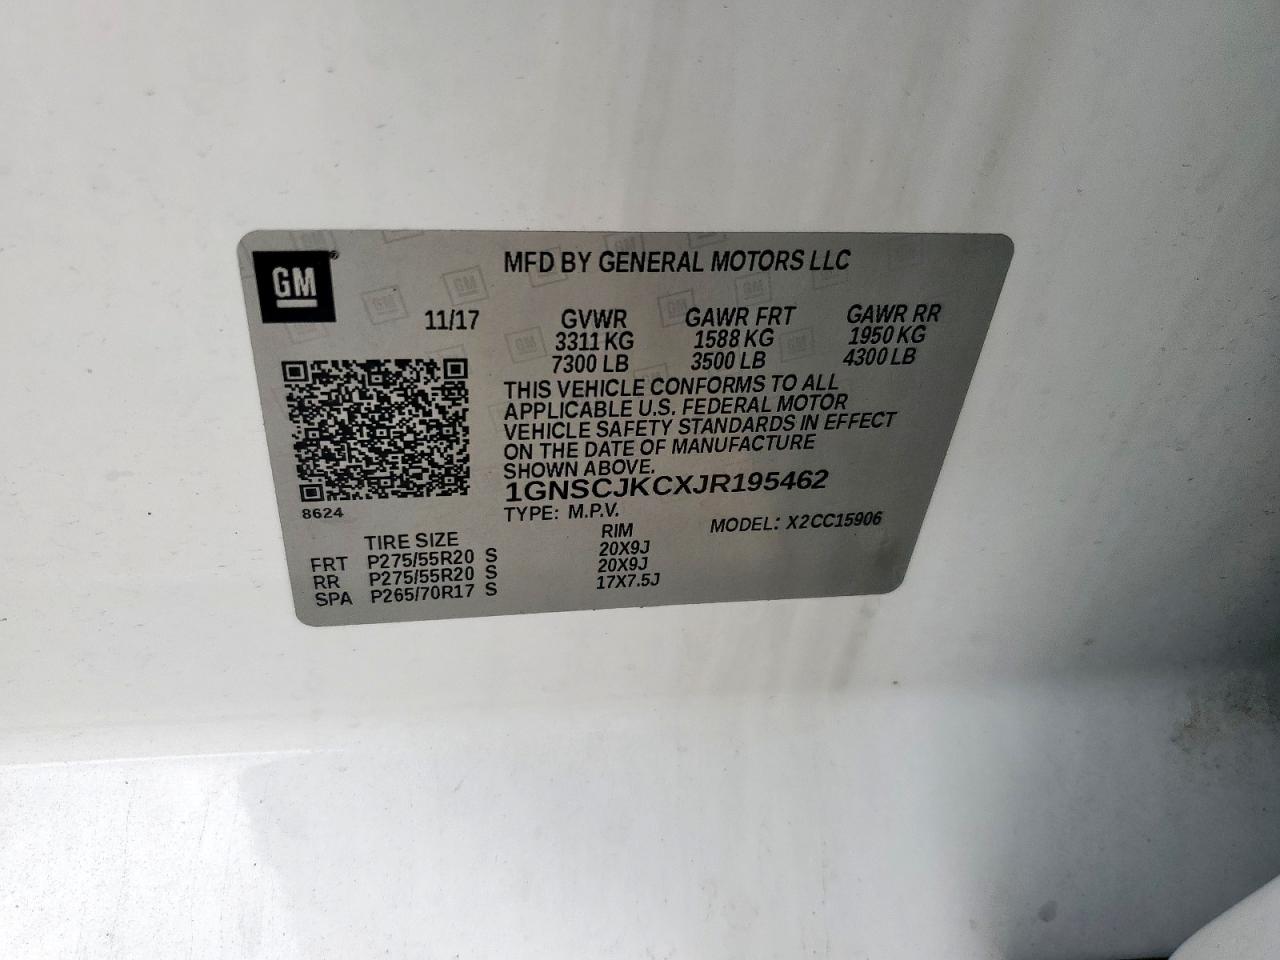 GM
MFD BY GENERAL MOTORS LLC
11/17 GVWR GAWR FRT GAWR RR
3311 KG 1588 KG 1950 KG
7300 LB 3500 LB 4300 LB
THIS VEHICLE CONFORMS TO ALL
APPLICABLE U.S. FEDERAL MOTOR
VEHICLE SAFETY STANDARDS IN EFFECT
ON THE DATE OF MANUFACTURE
SHOWN ABOVE.
1GNSCJKCXJR195462
8624
TYPE: M.P.V. MODEL: X2CC15906
TIRE SIZE RIM
FRT P275/55R20 S 20X9J
RR P275/55R20 S 20X9J
SPA P265/70R17 S 17X7.5J